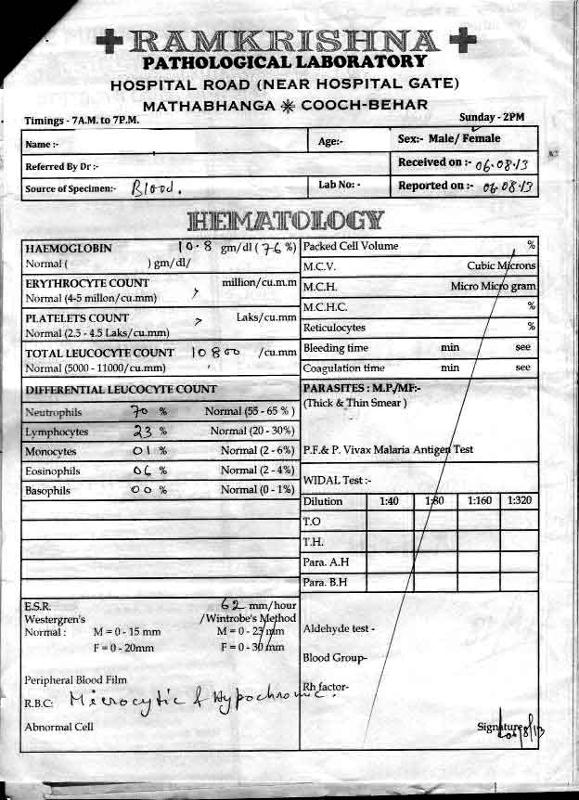 RAMKRISHNA
PATHOLOGICAL LABORATORY
HOSPITAL ROAD (NEAR HOSPITAL GATE)
MATHABHANGA ❋ COOCH-BEHAR
Timings - 7A.M. to 7P.M. Sunday - 2PM
Name :- Age:- Sex:- Male/ Female
Referred By Dr :- Received on :- 06.08.13
Source of Specimen:- Blood. Lab No: - Reported on :- 06.08.13
HEMATOLOGY
HAEMOGLOBIN 10.8 gm/dl (76 %)
Normal ( ) gm/dl/
ERYTHROCYTE COUNT million/cu.m.m
Normal (4-5 millon/cu.mm)
PLATELETS COUNT Laks/cu.mm
Normal (2.5 - 4.5 Laks/cu.mm)
TOTAL LEUCOCYTE COUNT 10800 /cu.mm
Normal (5000 - 11000/cu.mm)
DIFFERENTIAL LEUCOCYTE COUNT
Neutrophils 70 % Normal (55 - 65 %)
Lymphocytes 23 % Normal (20 - 30%)
Monocytes 01 % Normal (2 - 6%)
Eosinophils 06 % Normal (2 - 4%)
Basophils 00 % Normal (0 - 1%)
E.S.R. 62 mm/hour
Westergren's /Wintrobe's Method
Normal : M = 0 - 15 mm M = 0 - 23 mm
F = 0 - 20mm F = 0 - 30 mm
Peripheral Blood Film
R.B.C: Microcytic & Hypochromic.
Abnormal Cell
Packed Cell Volume %
M.C.V. Cubic Microns
M.C.H. Micro Micro gram
M.C.H.C. %
Reticulocytes %
Bleeding time min see
Coagulation time min see
PARASITES : M.P./MF:-
(Thick & Thin Smear )
P.F.& P. Vivax Malaria Antigen Test
WIDAL Test :-
Dilution 1:40 1:80 1:160 1:320
T.O
T.H.
Para. A.H
Para. B.H
Aldehyde test -
Blood Group-
Rh factor-
Signature